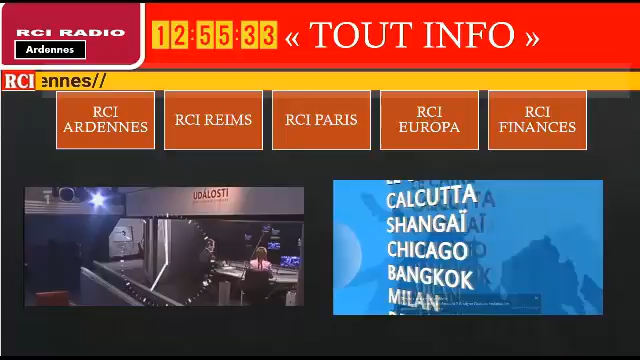 RCI RADIO
Ardennes
12:55:33
« TOUT INFO »
RCI
ennes//
RCI
ARDENNES
RCI REIMS
RCI PARIS
RCI
EUROPA
RCI
FINANCES
UDÁLOSTI
CALCUTTA
SHANGAÏ
CHICAGO
BANGKOK
MILAN